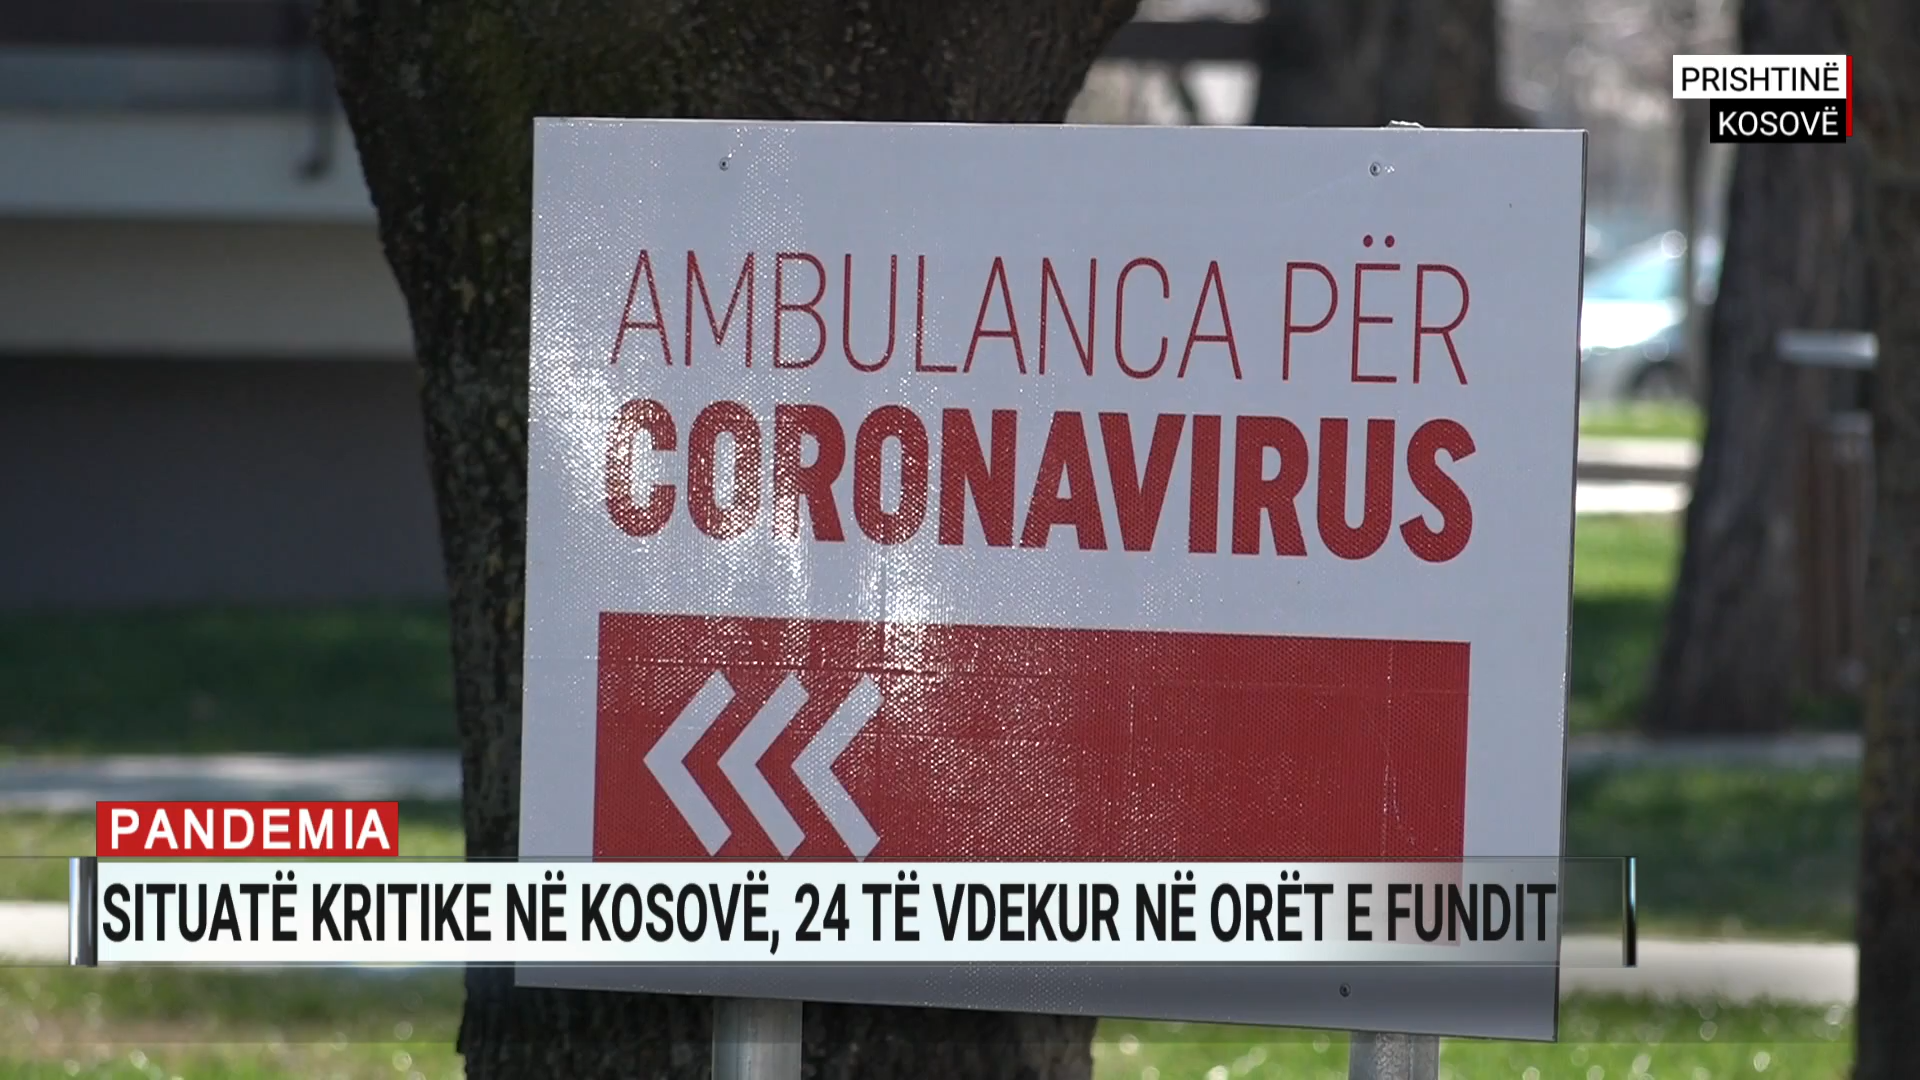 PRISHTINË
KOSOVË
AMBULANCA PËR
CORONAVIRUS
PANDEMIA
SITUATË KRITIKE NË KOSOVË, 24 TË VDEKUR NË ORËT E FUNDIT